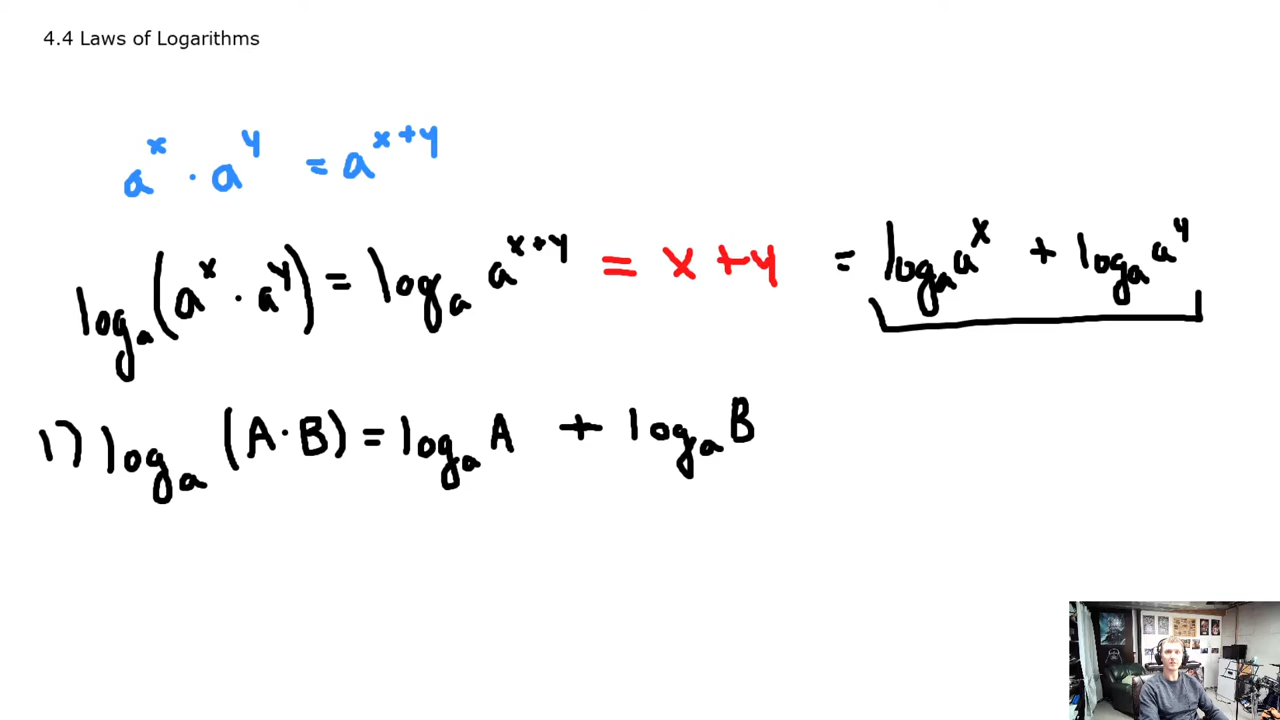 4.4 Laws of Logarithms
a^x · a^y = a^(x+y)
log_a (a^x · a^y) = log_a a^(x+y) = x + y = log_a a^x + log_a a^y
1) log_a (A · B) = log_a A + log_a B